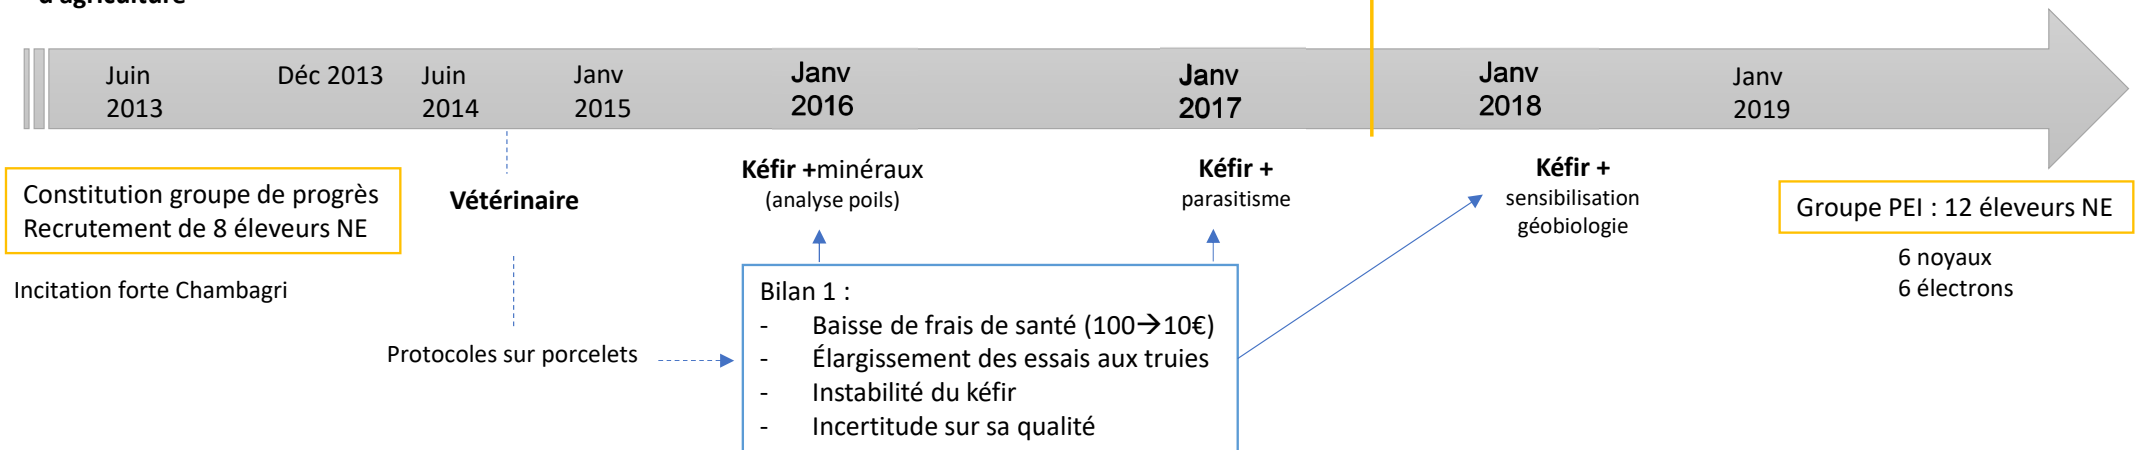 d'agriculture
Juin
2013
Déc 2013
Juin
2014
Janv
2015
Janv
2016
Janv
2017
Janv
2018
Janv
2019
Constitution groupe de progrès
Recrutement de 8 éleveurs NE
Incitation forte Chambagri
Vétérinaire
Protocoles sur porcelets
Kéfir +minéraux
(analyse poils)
Kéfir +
parasitisme
Kéfir +
sensibilisation
géobiologie
Bilan 1 :
- Baisse de frais de santé (100→10€)
- Élargissement des essais aux truies
- Instabilité du kéfir
- Incertitude sur sa qualité
Groupe PEI : 12 éleveurs NE
6 noyaux
6 électrons